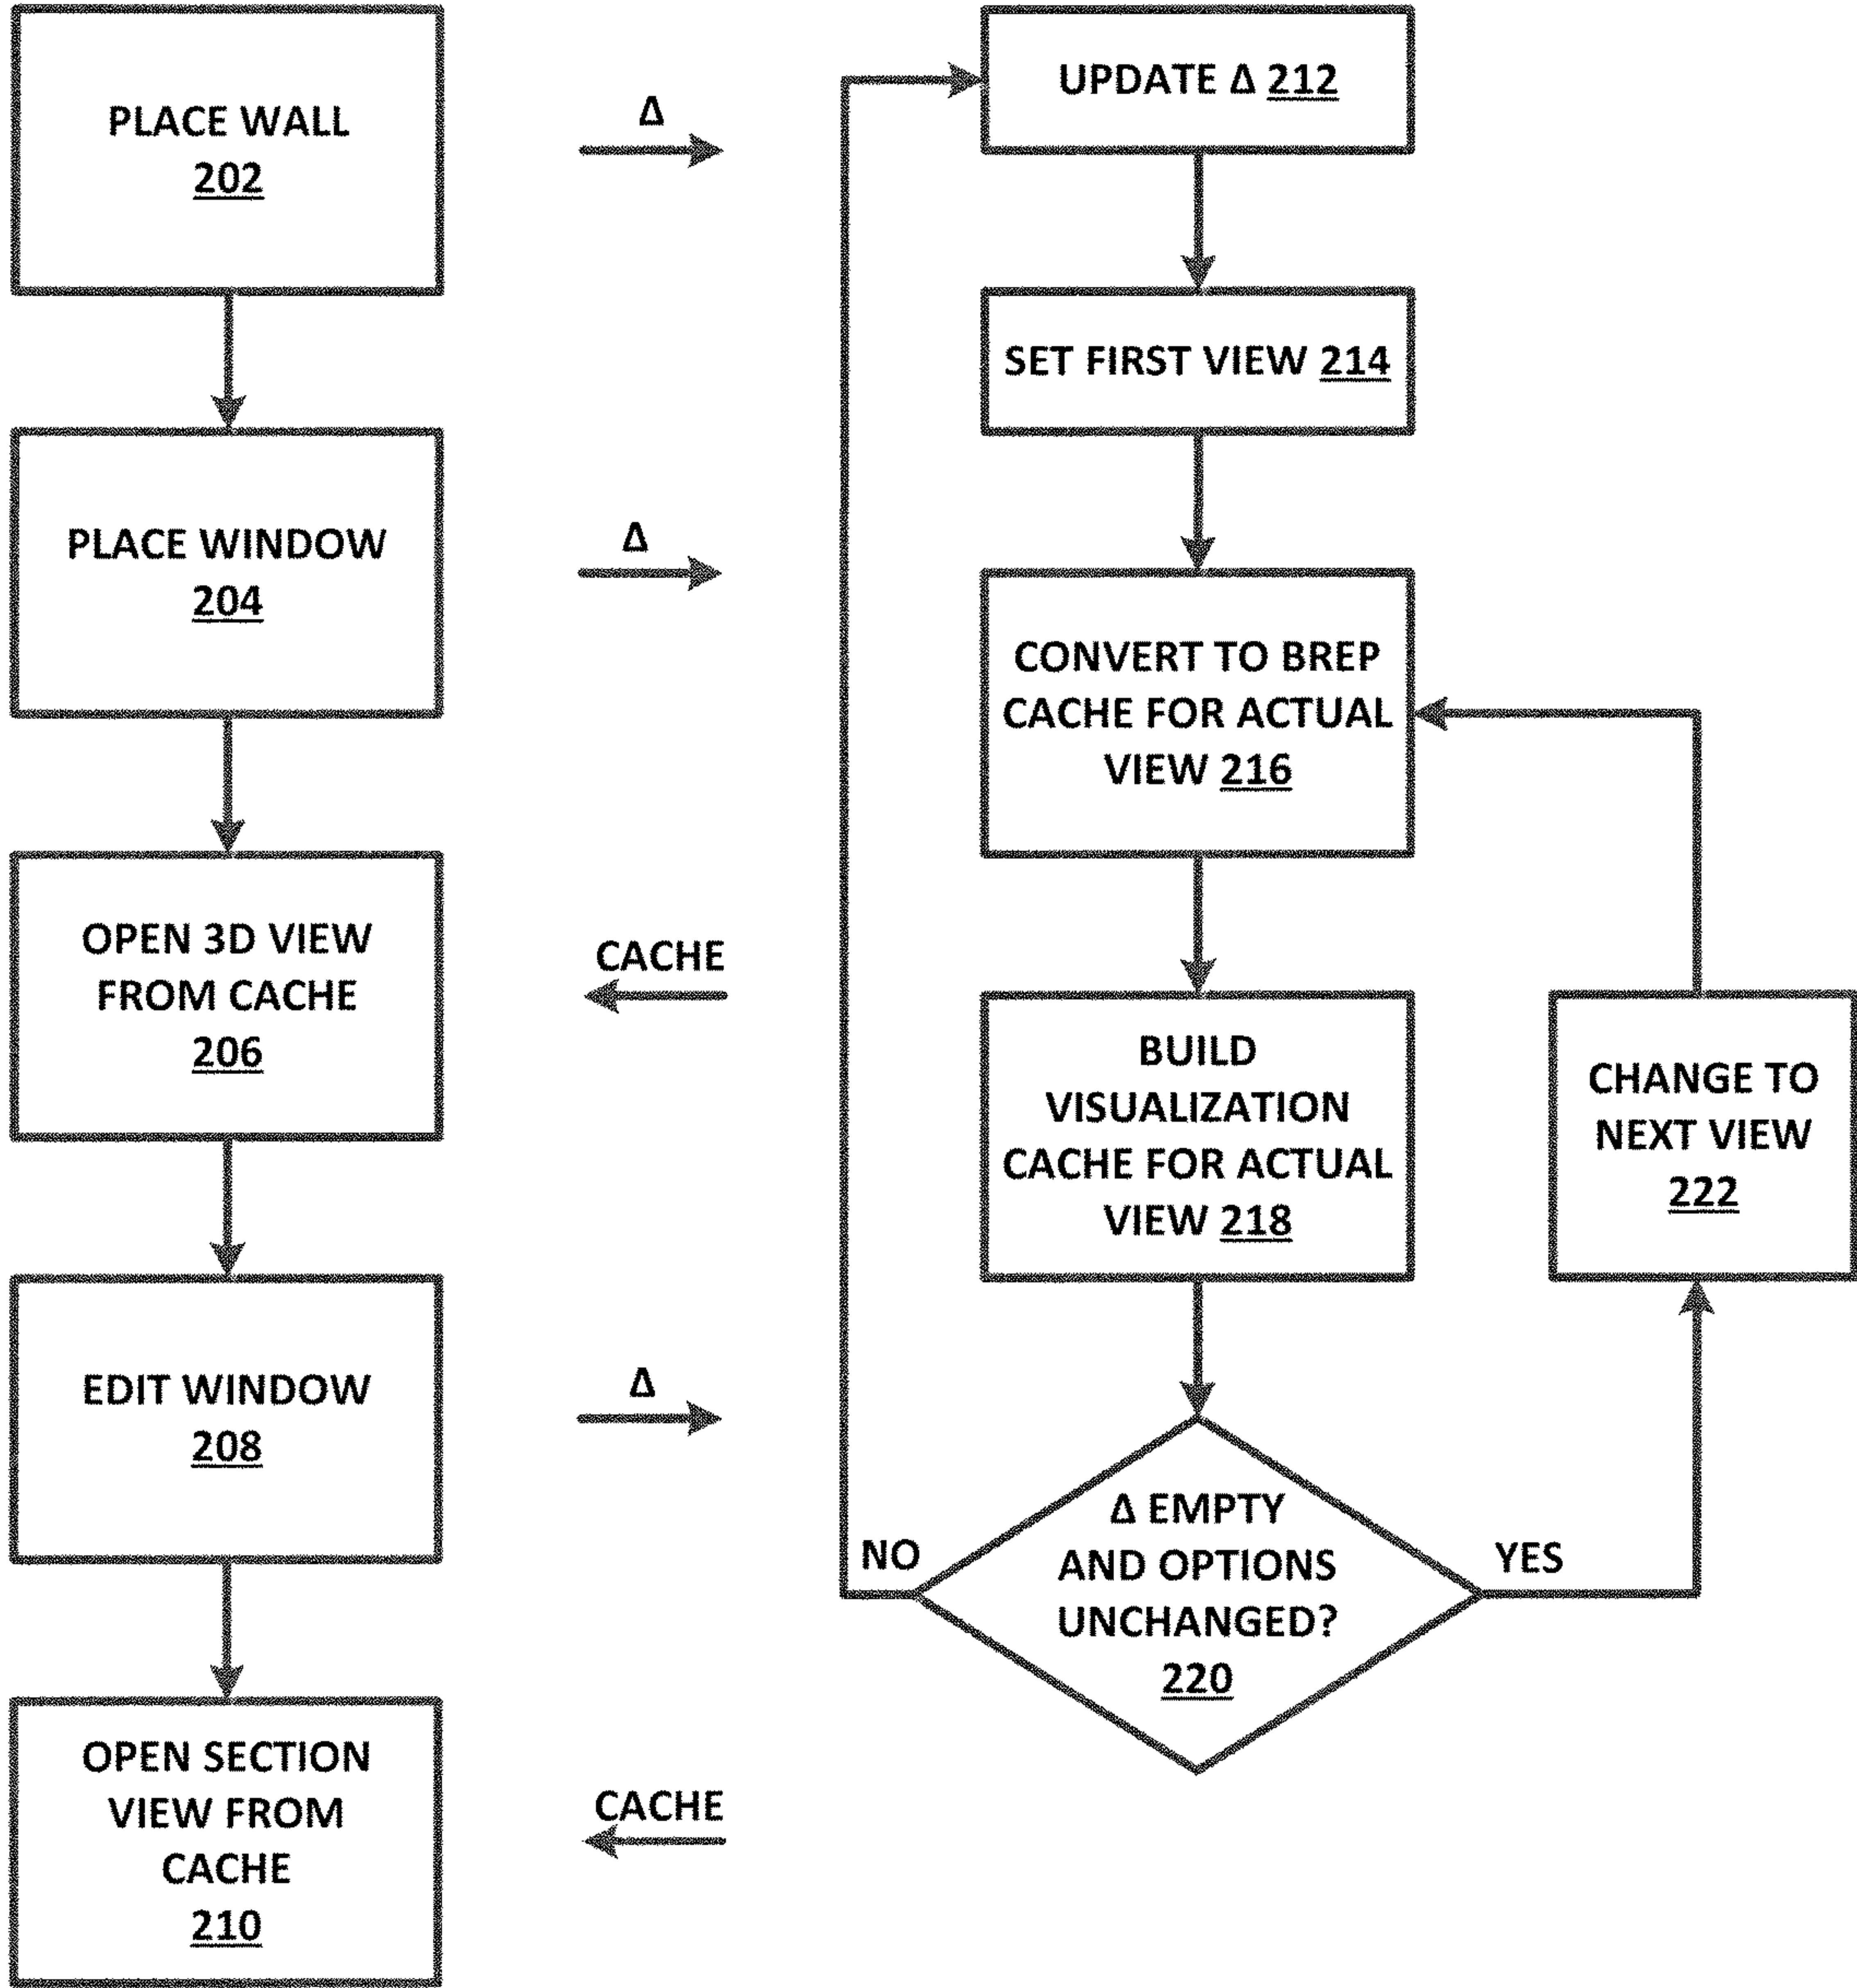 PLACE WALL
202
Δ
UPDATE Δ 212
SET FIRST VIEW 214
PLACE WINDOW
204
Δ
CONVERT TO BREP
CACHE FOR ACTUAL
VIEW 216
OPEN 3D VIEW
FROM CACHE
206
CACHE
BUILD
VISUALIZATION
CACHE FOR ACTUAL
VIEW 218
CHANGE TO
NEXT VIEW
222
EDIT WINDOW
208
Δ
Δ EMPTY
AND OPTIONS
UNCHANGED?
220
NO
YES
OPEN SECTION
VIEW FROM
CACHE
210
CACHE